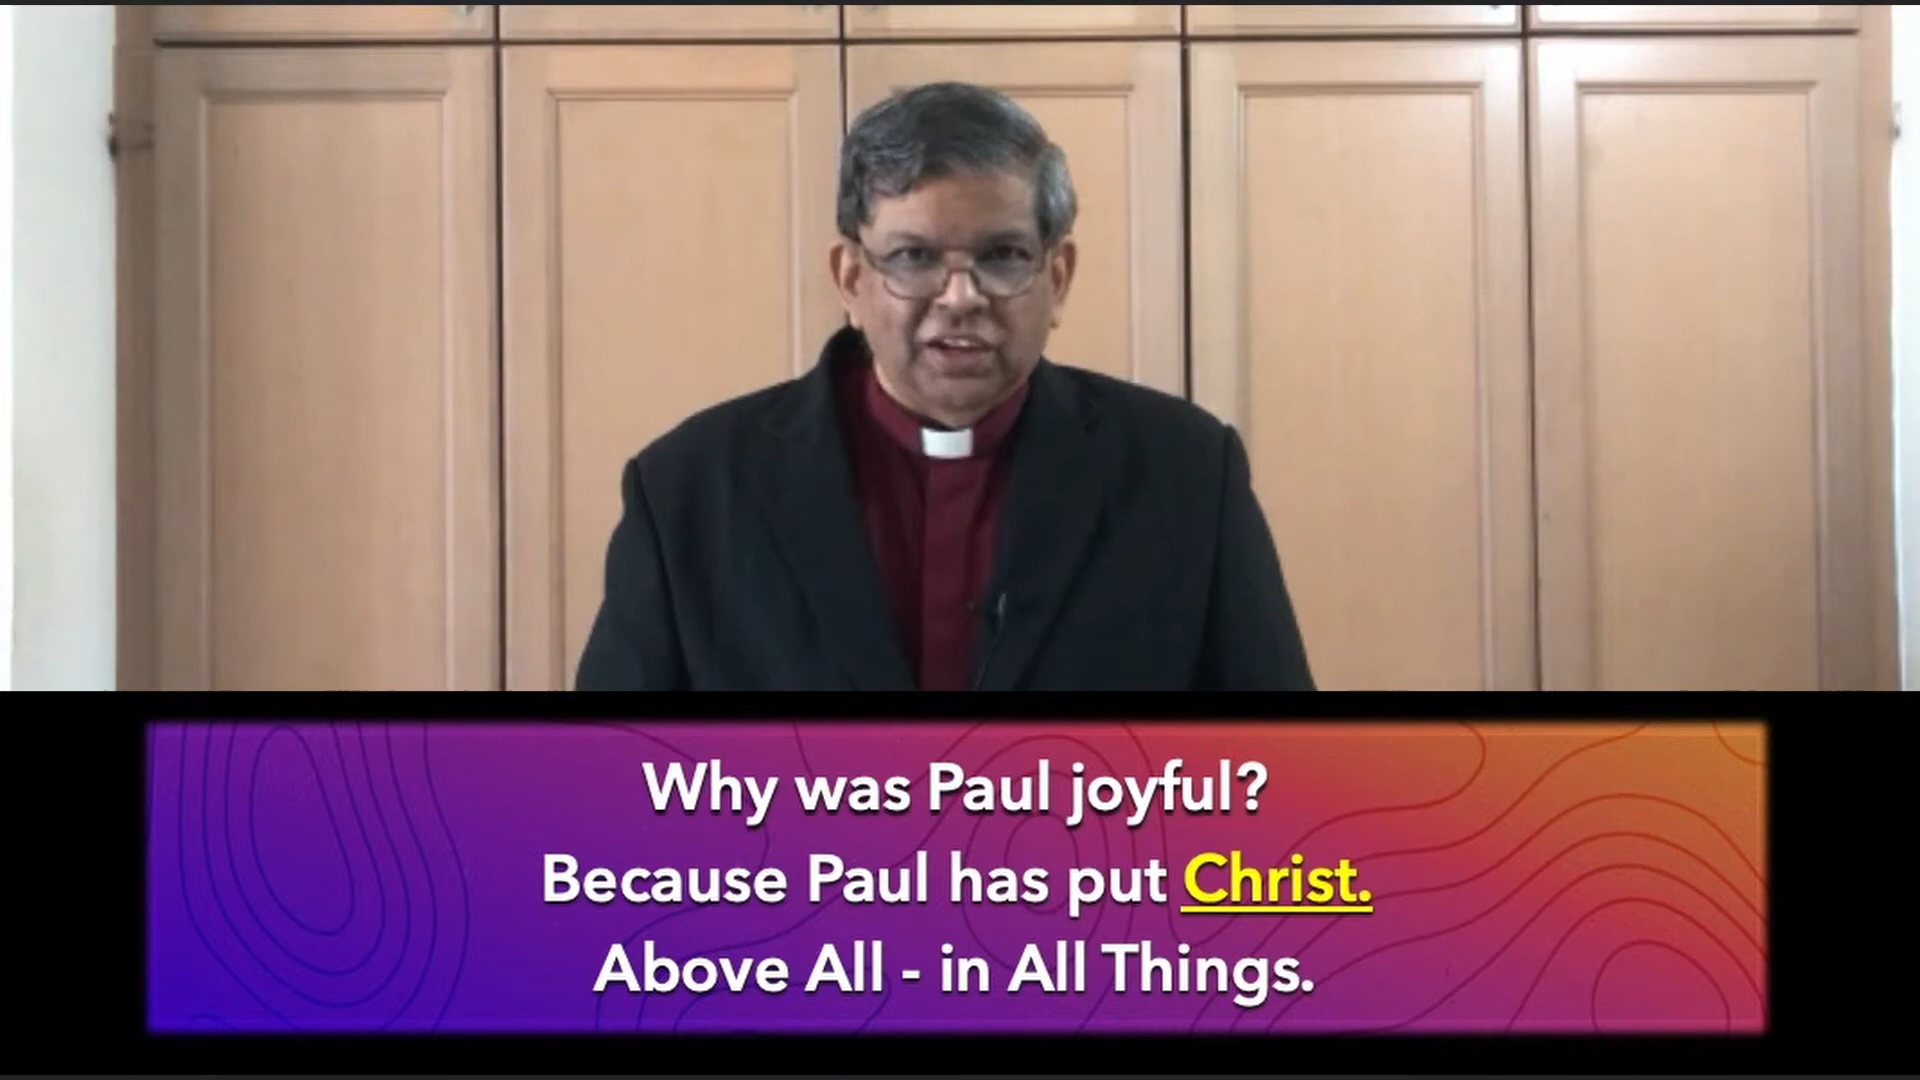 Why was Paul joyful?
Because Paul has put Christ.
Above All - in All Things.